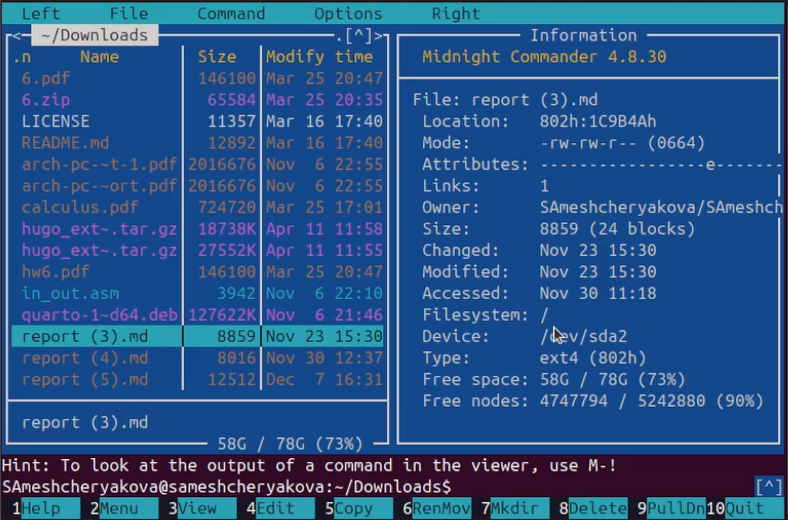 Left File Command Options Right
<─ ~/Downloads .[^]> Information
.n Name Size Modify time Midnight Commander 4.8.30
6.pdf 146100 Mar 25 20:47
6.zip 65584 Mar 25 20:35 File: report (3).md
LICENSE 11357 Mar 16 17:40 Location: 802h:1C9B4Ah
README.md 12892 Mar 16 17:40 Mode: -rw-rw-r-- (0664)
arch-pc-~t-1.pdf 2016676 Nov 6 22:55 Attributes: -----------------e-------
arch-pc-~ort.pdf 2016676 Nov 6 22:55 Links: 1
calculus.pdf 724720 Mar 25 17:01 Owner: SAmeshcheryakova/SAmeshch
hugo_ext~.tar.gz 18738K Apr 11 11:58 Size: 8859 (24 blocks)
hugo_ext~.tar.gz 27552K Apr 11 11:55 Changed: Nov 23 15:30
hw6.pdf 146100 Mar 25 20:47 Modified: Nov 23 15:30
in_out.asm 3942 Nov 6 22:10 Accessed: Nov 30 11:18
quarto-1~d64.deb 127622K Nov 6 21:46 Filesystem: /
report (3).md 8859 Nov 23 15:30 Device: /dev/sda2
report (4).md 8016 Nov 30 12:37 Type: ext4 (802h)
report (5).md 12512 Dec 7 16:31 Free space: 58G / 78G (73%)
Free nodes: 4747794 / 5242880 (90%)
report (3).md
58G / 78G (73%)
Hint: To look at the output of a command in the viewer, use M-!
SAmeshcheryakova@sameshcheryakova:~/Downloads$ [^]
1Help 2Menu 3View 4Edit 5Copy 6RenMov 7Mkdir 8Delete 9PullDn 10Quit